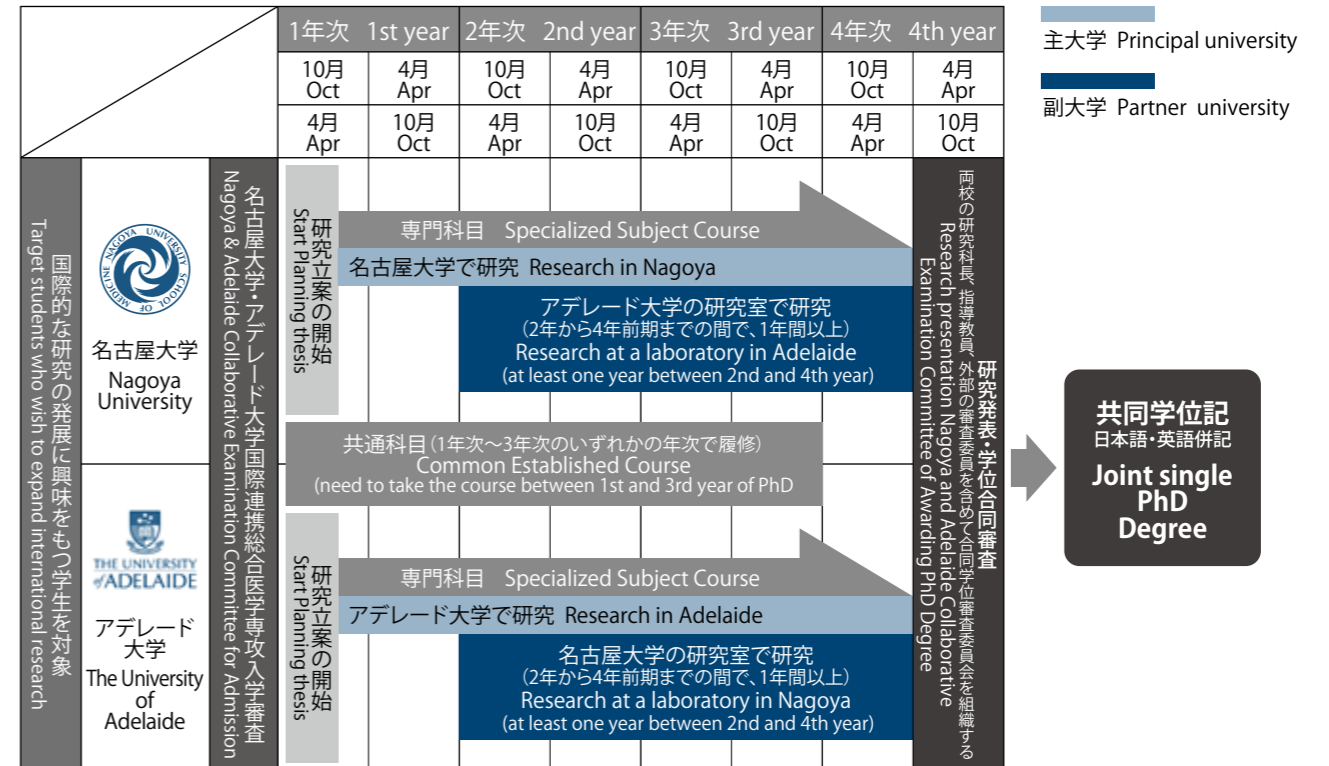 1年次 1st year 2年次 2nd year 3年次 3rd year 4年次 4th year
10月 4月 10月 4月 10月 4月 10月 4月
Oct Apr Oct Apr Oct Apr Oct Apr
4月 10月 4月 10月 4月 10月 4月 10月
Apr Oct Apr Oct Apr Oct Apr Oct
主大学 Principal university
副大学 Partner university
国際的な研究の発展に興味をもつ学生を対象
Target students who wish to expand international research
NAGOYA UNIVERSITY SCHOOL OF MEDICINE
名古屋大学
Nagoya
University
THE UNIVERSITY
of ADELAIDE
アデレード
大学
The University
of
Adelaide
名古屋大学・アデレード大学国際連携総合医学専攻・入学審査
Nagoya & Adelaide Collaborative Examination Committee for Admission
研究立案の開始
Start Planning thesis
専門科目 Specialized Subject Course
名古屋大学で研究 Research in Nagoya
アデレード大学の研究室で研究
(2年から4年前期までの間で、1年間以上)
Research at a laboratory in Adelaide
(at least one year between 2nd and 4th year)
共通科目(1年次〜3年次のいずれかの年次で履修)
Common Established Course
(need to take the course between 1st and 3rd year of PhD
研究立案の開始
Start Planning thesis
専門科目 Specialized Subject Course
アデレード大学で研究 Research in Adelaide
名古屋大学の研究室で研究
(2年から4年前期までの間で、1年間以上)
Research at a laboratory in Nagoya
(at least one year between 2nd and 4th year)
研究発表・学位合同審査
両校の研究科長、指導教員、外部の審査委員を含めて合同学位審査委員会を組織する
Research presentation Nagoya and Adelaide Collaborative
Examination Committee of Awarding PhD Degree
共同学位記
日本語・英語併記
Joint single
PhD
Degree